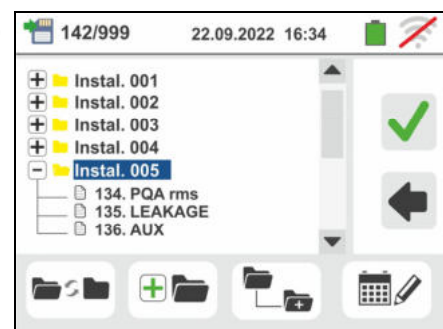 142/999 22.09.2022 16:34
Instal. 001
Instal. 002
Instal. 003
Instal. 004
Instal. 005
134. PQA rms
135. LEAKAGE
136. AUX